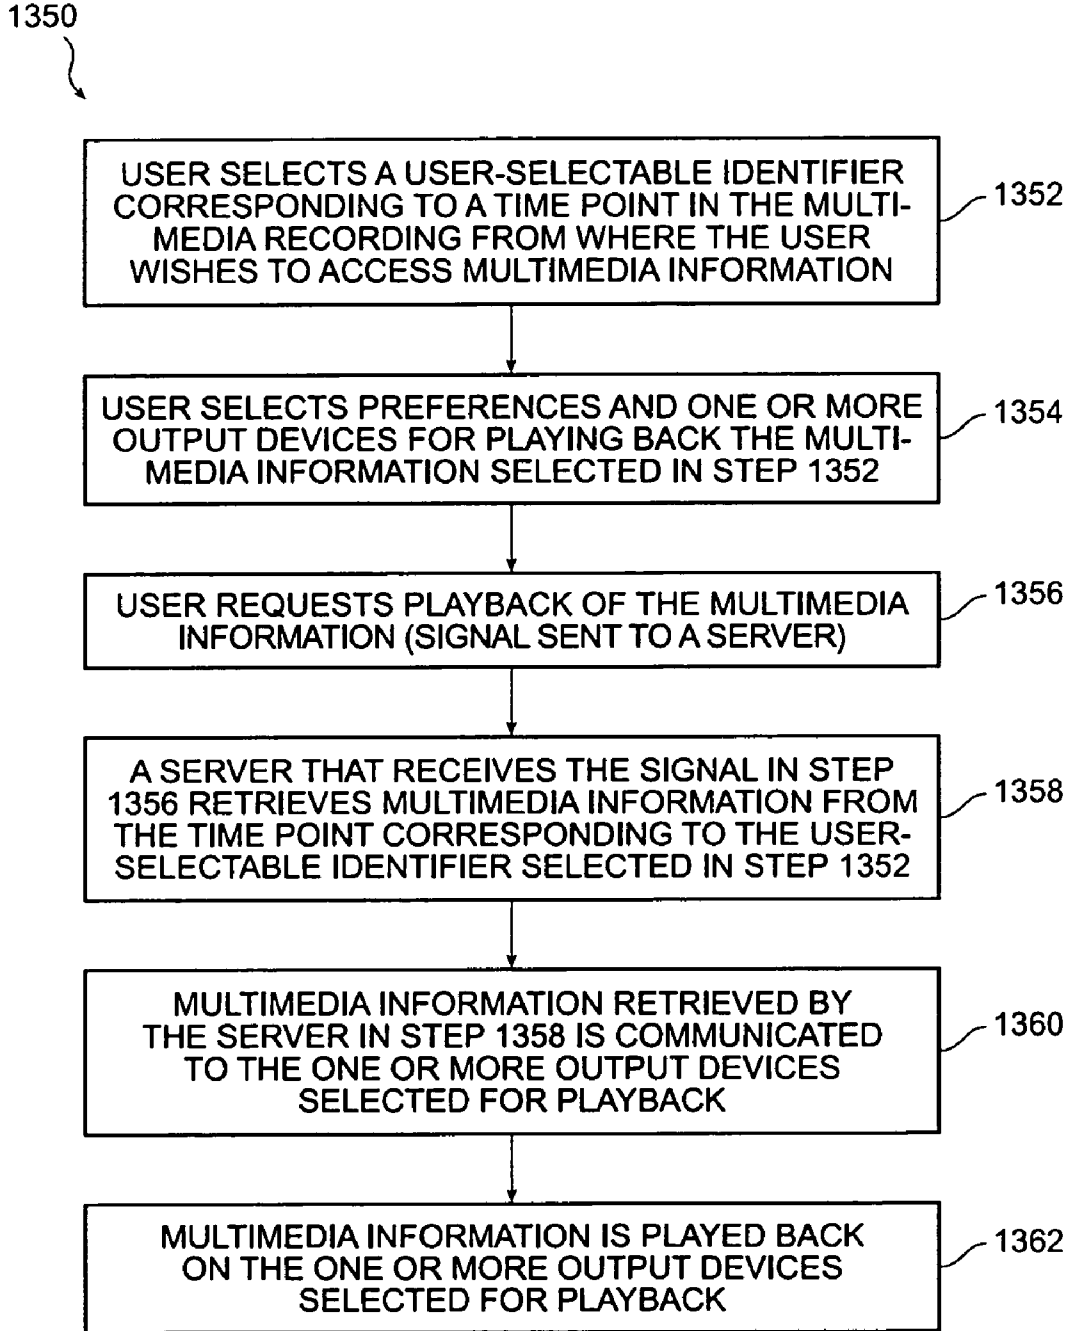 1350
USER SELECTS A USER-SELECTABLE IDENTIFIER
CORRESPONDING TO A TIME POINT IN THE MULTI-
MEDIA RECORDING FROM WHERE THE USER
WISHES TO ACCESS MULTIMEDIA INFORMATION
1352
USER SELECTS PREFERENCES AND ONE OR MORE
OUTPUT DEVICES FOR PLAYING BACK THE MULTI-
MEDIA INFORMATION SELECTED IN STEP 1352
1354
USER REQUESTS PLAYBACK OF THE MULTIMEDIA
INFORMATION (SIGNAL SENT TO A SERVER)
1356
A SERVER THAT RECEIVES THE SIGNAL IN STEP
1356 RETRIEVES MULTIMEDIA INFORMATION FROM
THE TIME POINT CORRESPONDING TO THE USER-
SELECTABLE IDENTIFIER SELECTED IN STEP 1352
1358
MULTIMEDIA INFORMATION RETRIEVED BY
THE SERVER IN STEP 1358 IS COMMUNICATED
TO THE ONE OR MORE OUTPUT DEVICES
SELECTED FOR PLAYBACK
1360
MULTIMEDIA INFORMATION IS PLAYED BACK
ON THE ONE OR MORE OUTPUT DEVICES
SELECTED FOR PLAYBACK
1362